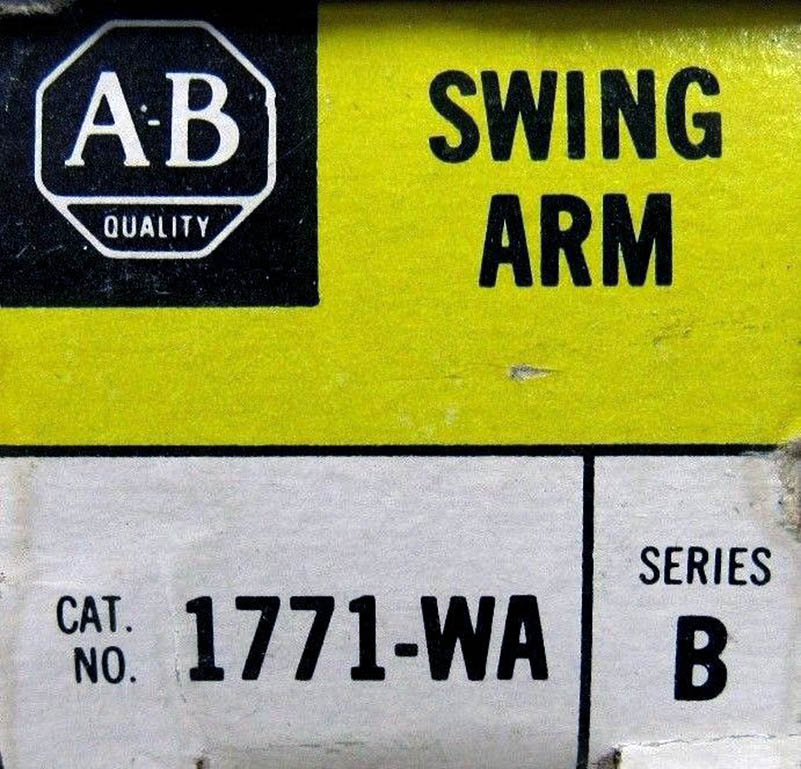 A-B
QUALITY
SWING
ARM
CAT.
NO.
1771-WA
SERIES
B